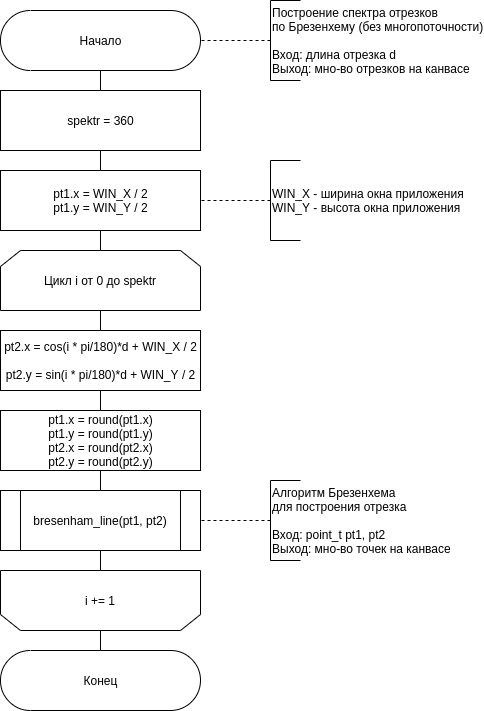 Начало
Построение спектра отрезков
по Брезенхему (без многопоточности)
Вход: длина отрезка d
Выход: мно-во отрезков на канвасе
spektr = 360
pt1.x = WIN_X / 2
pt1.y = WIN_Y / 2
WIN_X - ширина окна приложения
WIN_Y - высота окна приложения
Цикл i от 0 до spektr
pt2.x = cos(i * pi/180)*d + WIN_X / 2
pt2.y = sin(i * pi/180)*d + WIN_Y / 2
pt1.x = round(pt1.x)
pt1.y = round(pt1.y)
pt2.x = round(pt2.x)
pt2.y = round(pt2.y)
bresenham_line(pt1, pt2)
Алгоритм Брезенхема
для построения отрезка
Вход: point_t pt1, pt2
Выход: мно-во точек на канвасе
i += 1
Конец